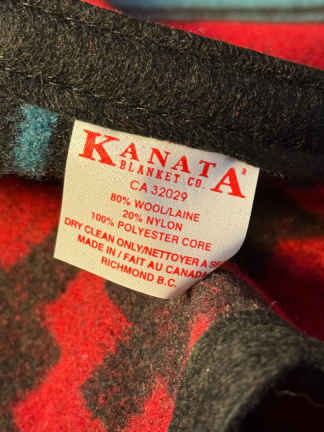 KANATA
BLANKET CO.
CA 32029
80% WOOL/LAINE
20% NYLON
100% POLYESTER CORE
DRY CLEAN ONLY/NETTOYER A
MADE IN / FAIT AU CANADA
RICHMOND B.C.